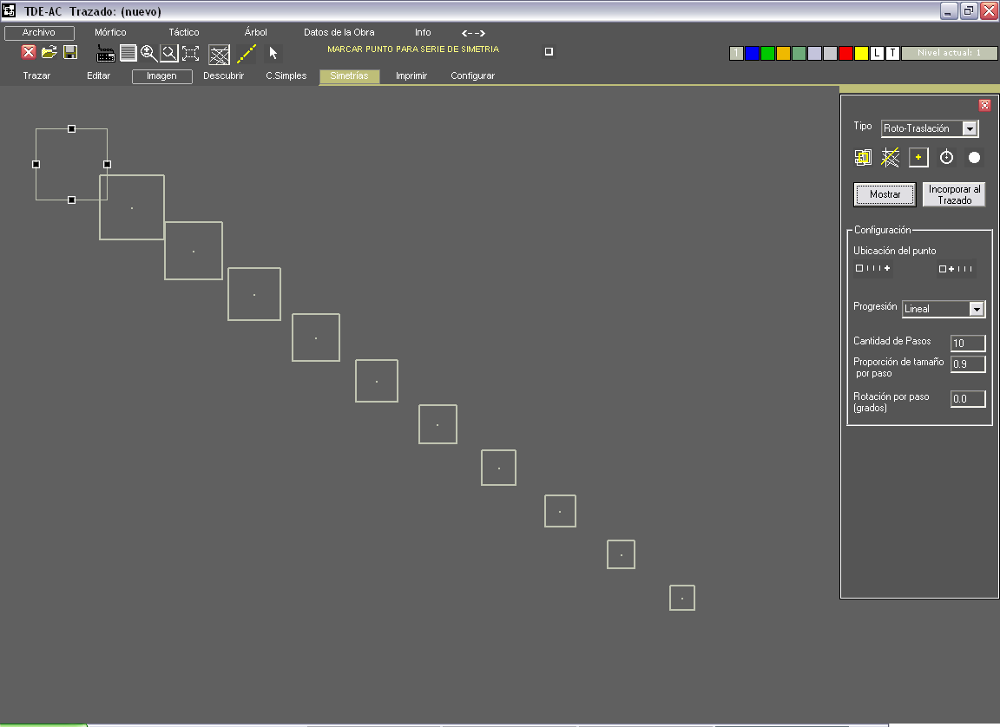 TDE-AC Trazado: (nuevo)
Archivo Mórfico Táctico Árbol Datos de la Obra Info <-->
MARCAR PUNTO PARA SERIE DE SIMETRIA
1 L T Nivel actual: 1
Trazar Editar Imagen Descubrir C.Simples Simetrías Imprimir Configurar
Tipo Roto-Traslación
Mostrar
Incorporar al
Trazado
Configuración
Ubicación del punto
Progresión Lineal
Cantidad de Pasos 10
Proporción de tamaño
por paso 0.9
Rotación por paso
(grados) 0.0